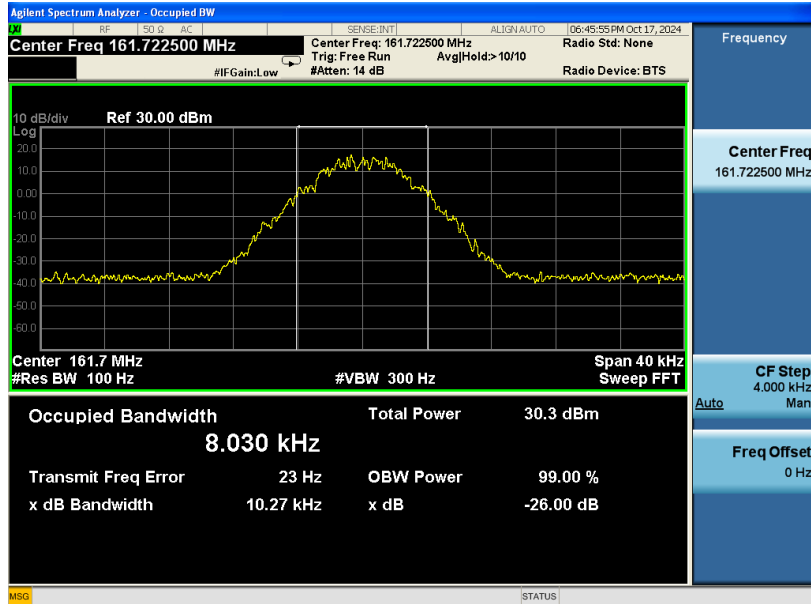 Agilent Spectrum Analyzer - Occupied BW
LXI RF 50 Ω AC SENSE:INT ALIGN AUTO 06:45:55 PM Oct 17, 2024
Center Freq 161.722500 MHz
Center Freq: 161.722500 MHz Radio Std: None
Trig: Free Run Avg|Hold:> 10/10
#IFGain:Low #Atten: 14 dB Radio Device: BTS
10 dB/div Ref 30.00 dBm
Log
20.0
10.0
0.00
-10.0
-20.0
-30.0
-40.0
-50.0
-60.0
Center 161.7 MHz Span 40 kHz
#Res BW 100 Hz #VBW 300 Hz Sweep FFT
Occupied Bandwidth Total Power 30.3 dBm
8.030 kHz
Transmit Freq Error 23 Hz OBW Power 99.00 %
x dB Bandwidth 10.27 kHz x dB -26.00 dB
MSG STATUS
Frequency
Center Freq
161.722500 MHz
CF Step
4.000 kHz
Auto Man
Freq Offset
0 Hz